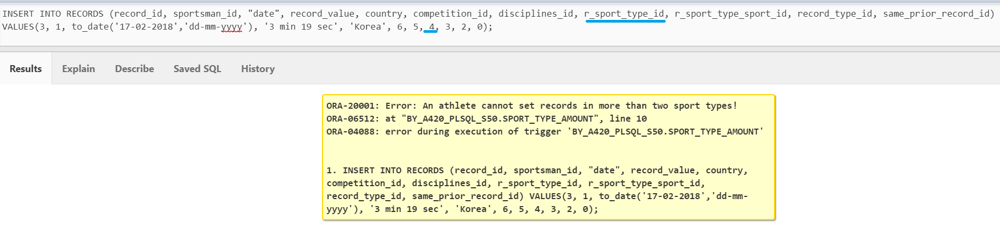 INSERT INTO RECORDS (record_id, sportsman_id, "date", record_value, country, competition_id, disciplines_id, r_sport_type_id, r_sport_type_sport_id, record_type_id, same_prior_record_id)
VALUES(3, 1, to_date('17-02-2018','dd-mm-yyyy'), '3 min 19 sec', 'Korea', 6, 5, 4, 3, 2, 0);
Results Explain Describe Saved SQL History
ORA-20001: Error: An athlete cannot set records in more than two sport types!
ORA-06512: at "BY_A420_PLSQL_S50.SPORT_TYPE_AMOUNT", line 10
ORA-04088: error during execution of trigger 'BY_A420_PLSQL_S50.SPORT_TYPE_AMOUNT'
1. INSERT INTO RECORDS (record_id, sportsman_id, "date", record_value, country,
competition_id, disciplines_id, r_sport_type_id, r_sport_type_sport_id,
record_type_id, same_prior_record_id) VALUES(3, 1, to_date('17-02-2018','dd-mm-
yyyy'), '3 min 19 sec', 'Korea', 6, 5, 4, 3, 2, 0);